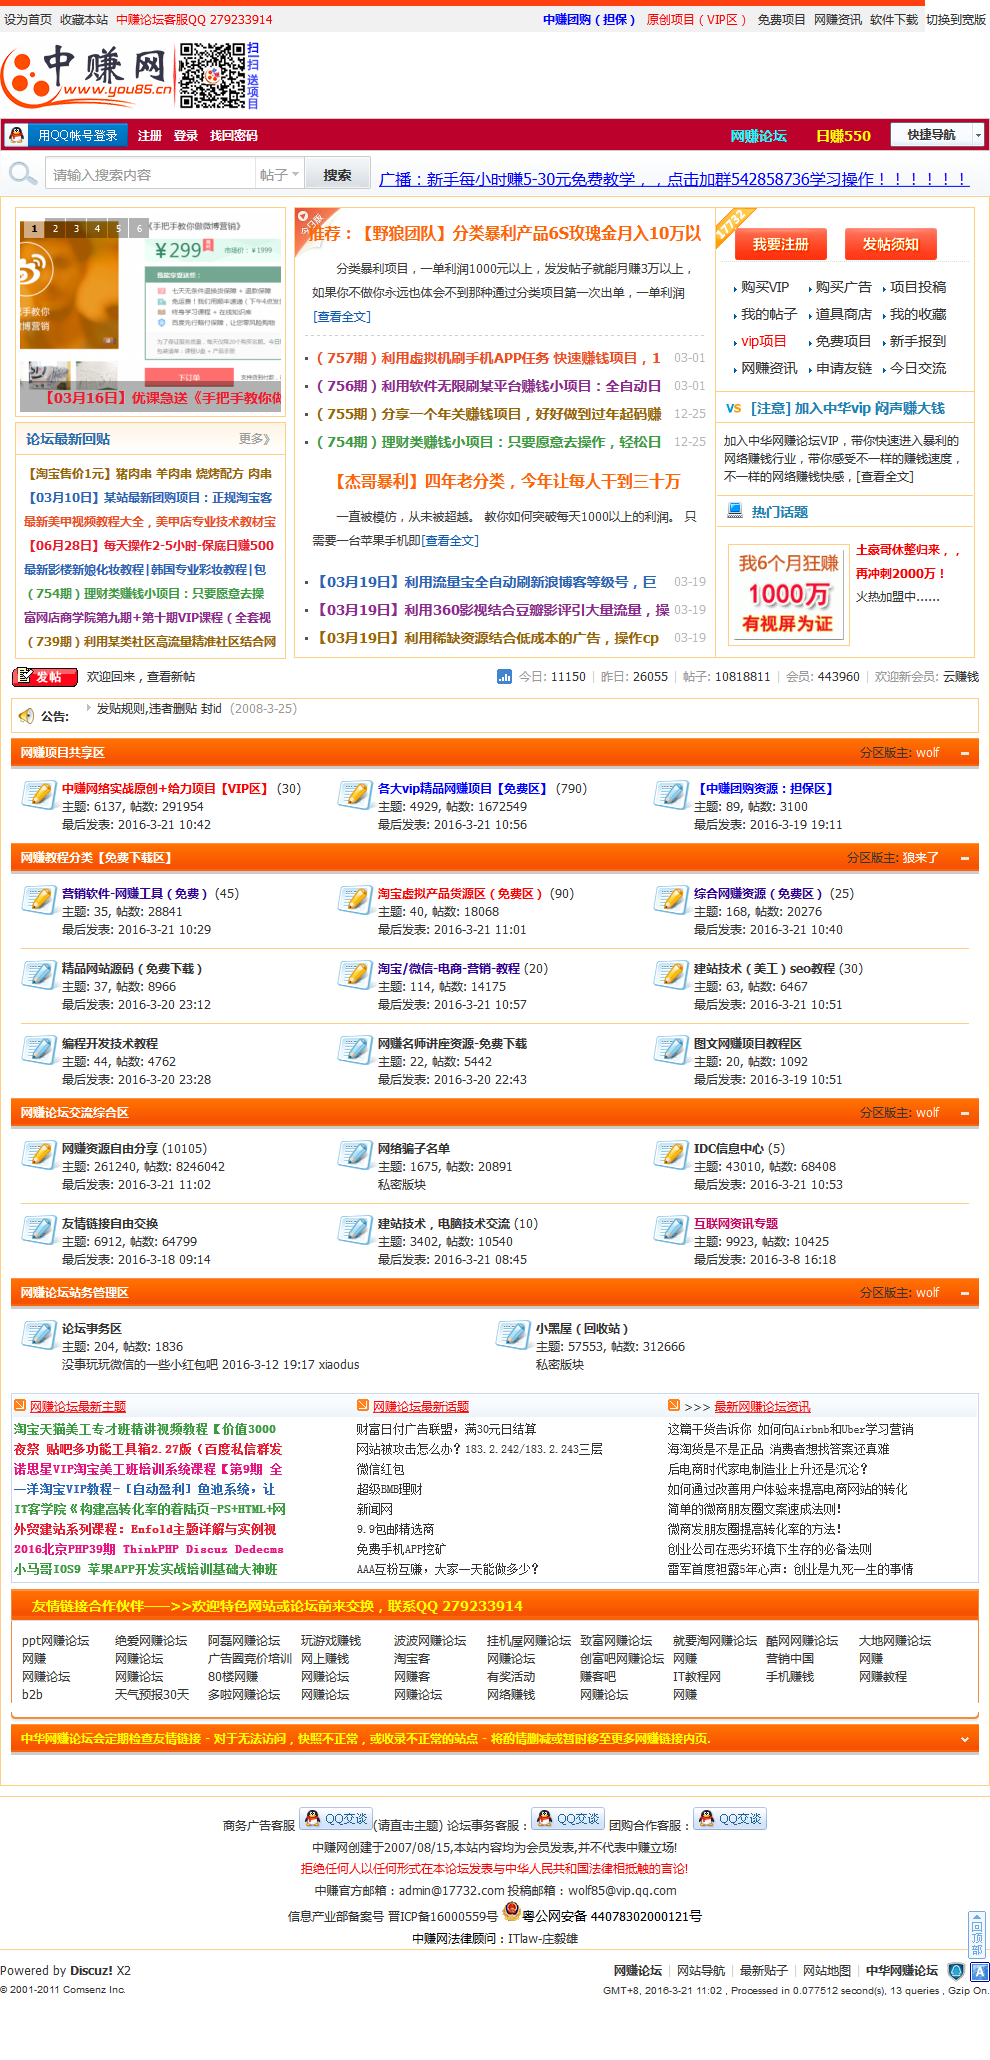 设为首页 收藏本站 中赚论坛客服QQ 279233914
中赚团购（担保） 原创项目（VIP区） 免费项目 网赚资讯 软件下载 切换到宽版
中赚网
www.you85.cn
扫一扫 送项目
用QQ帐号登录 注册 登录 找回密码
网赚论坛 日赚550 快捷导航
请输入搜索内容 帖子 搜索 广播：新手每小时赚5-30元免费教学，，点击加群542858736学习操作！！！！！！
1 2 3 4 5 6
《手把手教你做微博营销》
¥299
【03月16日】优课急送《手把手教你做
论坛最新回贴 更多》
【淘宝售价1元】猪肉串 羊肉串 烧烤配方 肉串
【03月10日】某站最新团购项目：正规淘宝客
最新美甲视频教程大全，美甲店专业技术教材宝
【06月28日】每天操作2-5小时-保底日赚500
最新影楼新娘化妆教程|韩国专业彩妆教程|包
（754期）理财类赚钱小项目：只要愿意去操
富网店商学院第九期+第十期VIP课程（全套视
（739期）利用某类社区高流量精准社区结合网
推荐：【野狼团队】分类暴利产品6S玫瑰金月入10万以
分类暴利项目，一单利润1000元以上，发发帖子就能月赚3万以上，
如果你不做你永远也体会不到那种通过分类项目第一次出单，一单利润
[查看全文]
（757期）利用虚拟机刷手机APP任务 快速赚钱项目，1 03-01
（756期）利用软件无限刷某平台赚钱小项目：全自动日 03-01
（755期）分享一个年关赚钱项目，好好做到过年起码赚 12-25
（754期）理财类赚钱小项目：只要愿意去操作，轻松日 12-25
【杰哥暴利】四年老分类，今年让每人干到三十万
一直被模仿，从未被超越。 教你如何突破每天1000以上的利润。 只
需要一台苹果手机即[查看全文]
【03月19日】利用流量宝全自动刷新浪博客等级号，巨 03-19
【03月19日】利用360影视结合豆瓣影评引大量流量，操 03-19
【03月19日】利用稀缺资源结合低成本的广告，操作cp 03-19
17732
我要注册 发帖须知
购买VIP 购买广告 项目投稿
我的帖子 道具商店 我的收藏
vip项目 免费项目 新手报到
网赚资讯 申请友链 今日交流
VS [注意] 加入中华vip 闷声赚大钱
加入中华网赚论坛VIP，带你快速进入暴利的
网络赚钱行业，带你感受不一样的赚钱速度，
不一样的网络赚钱快感，[查看全文]
热门话题
我6个月狂赚
1000万
有视屏为证
土豪哥休整归来，，
再冲刺2000万！
火热加盟中……
发帖 欢迎回来，查看新帖
今日: 11150 | 昨日: 26055 | 帖子: 10818811 | 会员: 443960 | 欢迎新会员: 云赚钱
公告: 发贴规则,违者删贴 封id (2008-3-25)
网赚项目共享区 分区版主: wolf
中赚网络实战原创+给力项目【VIP区】 (30)
主题: 6137, 帖数: 291954
最后发表: 2016-3-21 10:42
各大vip精品网赚项目【免费区】 (790)
主题: 4929, 帖数: 1672549
最后发表: 2016-3-21 10:56
【中赚团购资源：担保区】
主题: 89, 帖数: 3100
最后发表: 2016-3-19 19:11
网赚教程分类【免费下载区】 分区版主: 狼来了
营销软件-网赚工具（免费） (45)
主题: 35, 帖数: 28841
最后发表: 2016-3-21 10:29
淘宝虚拟产品货源区（免费区） (90)
主题: 40, 帖数: 18068
最后发表: 2016-3-21 11:01
综合网赚资源（免费区） (25)
主题: 168, 帖数: 20276
最后发表: 2016-3-21 10:40
精品网站源码（免费下载）
主题: 37, 帖数: 8966
最后发表: 2016-3-20 23:12
淘宝/微信-电商-营销-教程 (20)
主题: 114, 帖数: 14175
最后发表: 2016-3-21 10:57
建站技术（美工）seo教程 (30)
主题: 63, 帖数: 6467
最后发表: 2016-3-21 10:51
编程开发技术教程
主题: 44, 帖数: 4762
最后发表: 2016-3-20 23:28
网赚名师讲座资源-免费下载
主题: 22, 帖数: 5442
最后发表: 2016-3-20 22:43
图文网赚项目教程区
主题: 20, 帖数: 1092
最后发表: 2016-3-19 10:51
网赚论坛交流综合区 分区版主: wolf
网赚资源自由分享 (10105)
主题: 261240, 帖数: 8246042
最后发表: 2016-3-21 11:02
网络骗子名单
主题: 1675, 帖数: 20891
私密版块
IDC信息中心 (5)
主题: 43010, 帖数: 68408
最后发表: 2016-3-21 10:53
友情链接自由交换
主题: 6912, 帖数: 64799
最后发表: 2016-3-18 09:14
建站技术，电脑技术交流 (10)
主题: 3402, 帖数: 10540
最后发表: 2016-3-21 08:45
互联网资讯专题
主题: 9923, 帖数: 10425
最后发表: 2016-3-8 16:18
网赚论坛站务管理区 分区版主: wolf
论坛事务区
主题: 204, 帖数: 1836
没事玩玩微信的一些小红包吧 2016-3-12 19:17 xiaodus
小黑屋（回收站）
主题: 57553, 帖数: 312666
私密版块
网赚论坛最新主题
淘宝天猫美工专才班精讲视频教程【价值3000
夜祭 贴吧多功能工具箱2.27版（百度私信群发
诺思星VIP淘宝美工班培训系统课程【第9期 全
一洋淘宝VIP教程-［自动盈利］鱼池系统，让
IT客学院《构建高转化率的着陆页-PS+HTML+网
外贸建站系列课程：Enfold主题详解与实例视
2016北京PHP39期 ThinkPHP Discuz Dedecms
小马哥IOS9 苹果APP开发实战培训基础大神班
网赚论坛最新话题
财富日付广告联盟，满30元日结算
网站被攻击怎么办？183.2.242/183.2.243三层
微信红包
超级BMB理财
新闻网
9.9包邮精选商
免费手机APP挖矿
AAA互粉互赚，大家一天能做多少？
>>> 最新网赚论坛资讯
这篇干货告诉你 如何向Airbnb和Uber学习营销
海淘货是不是正品 消费者想找答案还真难
后电商时代家电制造业上升还是沉沦？
如何通过改善用户体验来提高电商网站的转化
简单的微商朋友圈文案速成法则！
微商发朋友圈提高转化率的方法！
创业公司在恶劣环境下生存的必备法则
雷军首度袒露5年心声：创业是九死一生的事情
友情链接合作伙伴——>>欢迎特色网站或论坛前来交换，联系QQ 279233914
ppt网赚论坛 绝爱网赚论坛 阿磊网赚论坛 玩游戏赚钱 波波网赚论坛 挂机屋网赚论坛 致富网赚论坛 就要淘网赚论坛 酷网网赚论坛 大地网赚论坛
网赚 网赚论坛 广告圈竞价培训 网上赚钱 淘宝客 网赚论坛 创富吧网赚论坛 网赚 营销中国 网赚
网赚论坛 网赚论坛 80楼网赚 网赚论坛 网赚客 有奖活动 赚客吧 IT教程网 手机赚钱 网赚教程
b2b 天气预报30天 多啦网赚论坛 网赚论坛 网赚论坛 网络赚钱 网赚论坛 网赚
中华网赚论坛会定期检查友情链接 - 对于无法访问，快照不正常，或收录不正常的站点 - 将酌情删减或暂时移至更多网赚链接内页.
商务广告客服 QQ交谈 (请直击主题) 论坛事务客服： QQ交谈 团购合作客服： QQ交谈
中赚网创建于2007/08/15,本站内容均为会员发表,并不代表中赚立场!
拒绝任何人以任何形式在本论坛发表与中华人民共和国法律相抵触的言论!
中赚官方邮箱：admin@17732.com 投稿邮箱：wolf85@vip.qq.com
信息产业部备案号 晋ICP备16000559号 粤公网安备 44078302000121号
中赚网法律顾问：ITlaw-庄毅雄
回顶部
Powered by Discuz! X2
© 2001-2011 Comsenz Inc.
网赚论坛 | 网站导航 | 最新贴子 | 网站地图 | 中华网赚论坛
GMT+8, 2016-3-21 11:02 , Processed in 0.077512 second(s), 13 queries , Gzip On.